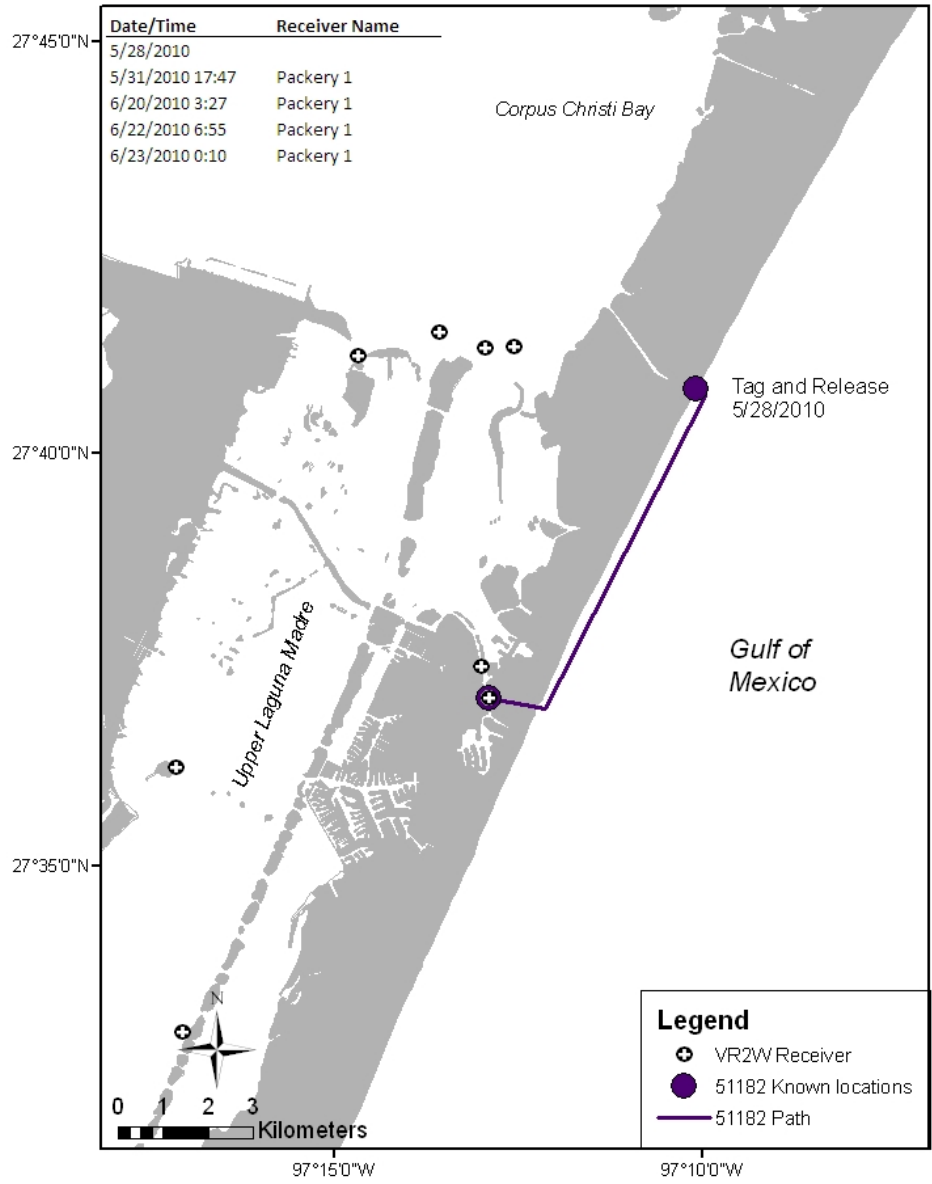 Date/Time Receiver Name
5/28/2010
5/31/2010 17:47 Packery 1
6/20/2010 3:27 Packery 1
6/22/2010 6:55 Packery 1
6/23/2010 0:10 Packery 1
27°45'0"N
Corpus Christi Bay
Tag and Release
5/28/2010
27°40'0"N
Upper Laguna Madre
Gulf of
Mexico
27°35'0"N
N
0 1 2 3
Kilometers
Legend
VR2W Receiver
51182 Known locations
51182 Path
97°15'0"W
97°10'0"W